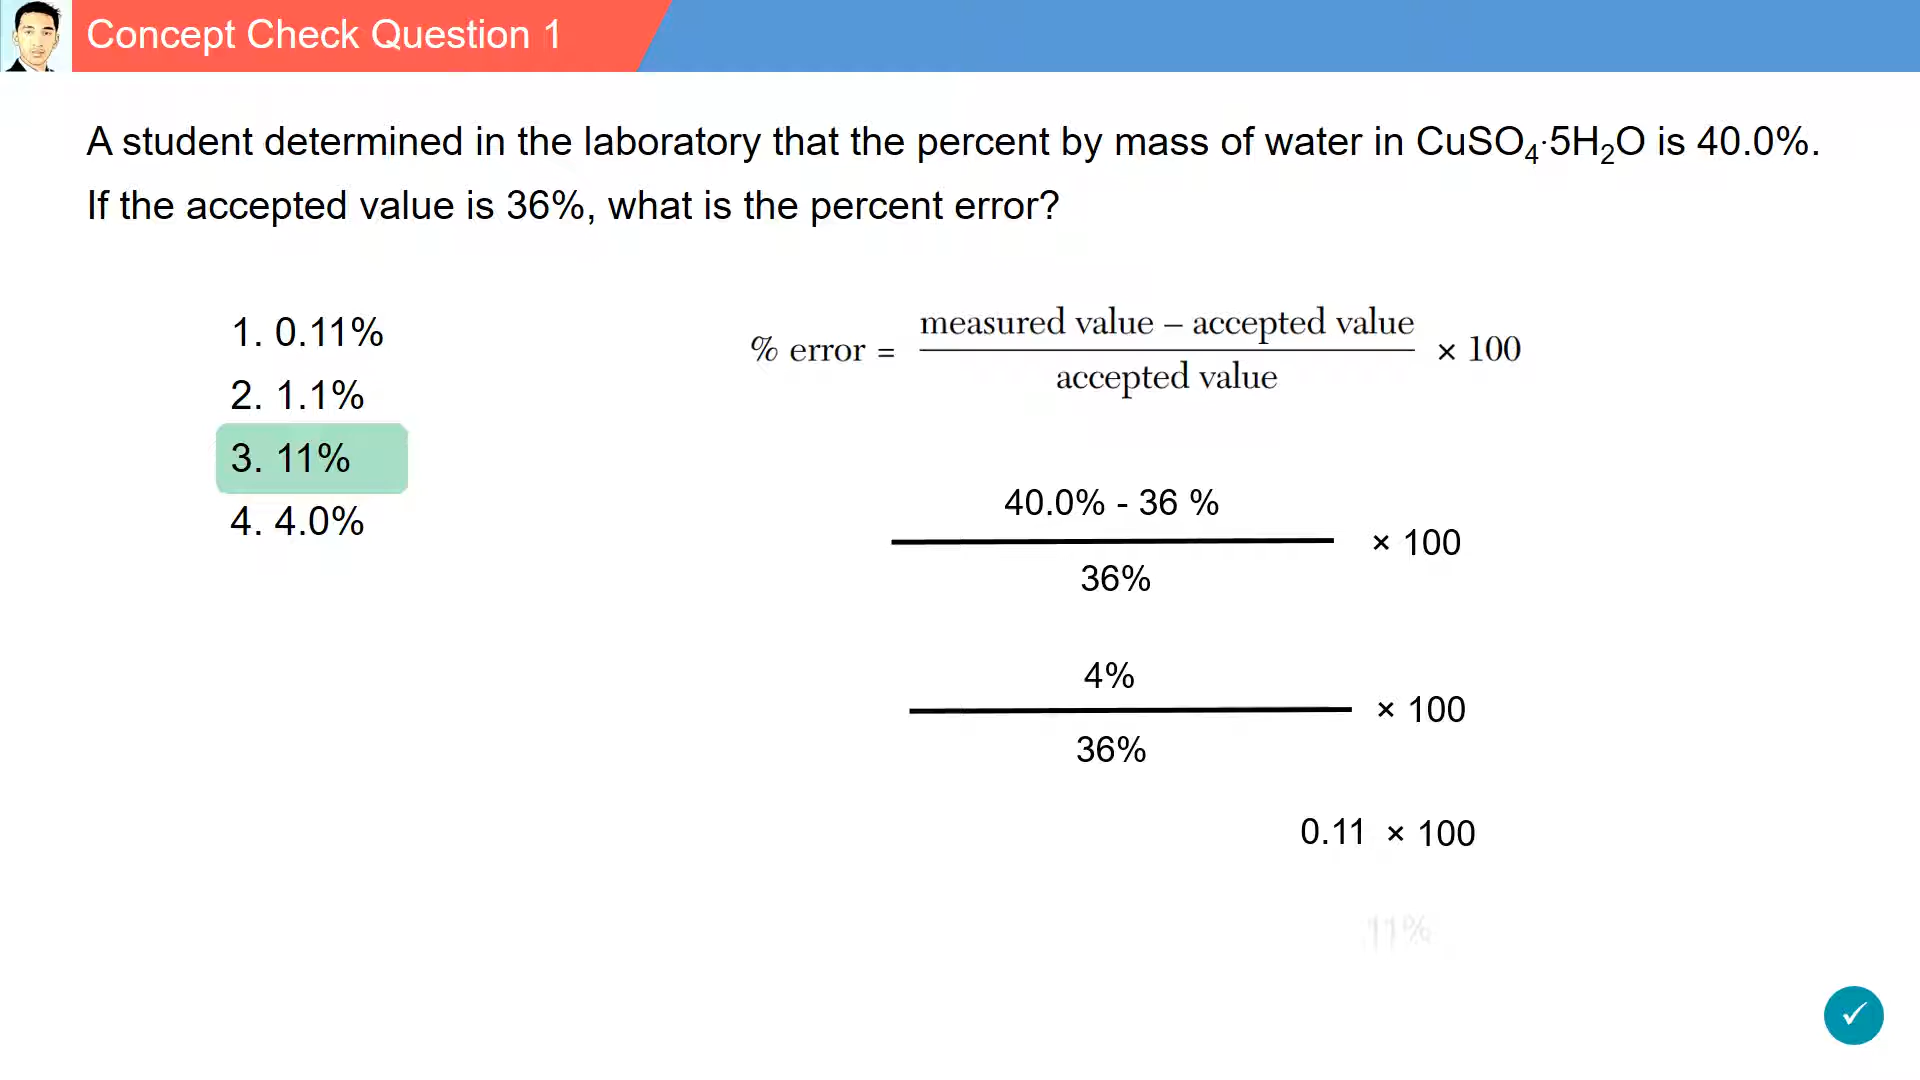 Concept Check Question 1
A student determined in the laboratory that the percent by mass of water in CuSO₄·5H₂O is 40.0%.
If the accepted value is 36%, what is the percent error?
1. 0.11%
2. 1.1%
3. 11%
4. 4.0%
% error = measured value – accepted value / accepted value × 100
40.0% - 36 %
× 100
36%
4%
× 100
36%
0.11 × 100
11%